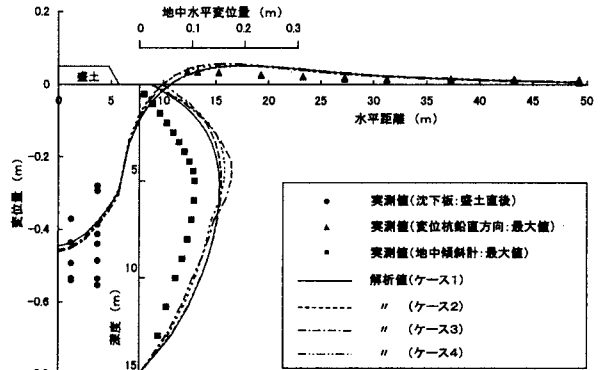 地中水平変位量 (m)
0 0.1 0.2 0.3
0.2
0
-0.2
-0.4
-0.6
変位量 (m)
盛土
0 5 10 15 20 25 30 35 40 45 50
水平距離 (m)
5
10
15
深度 (m)
● 実測値(沈下板:盛土直後)
▲ 実測値(変位杭鉛直方向:最大値)
■ 実測値(地中傾斜計:最大値)
解析値(ケース1)
〃 (ケース2)
〃 (ケース3)
〃 (ケース4)